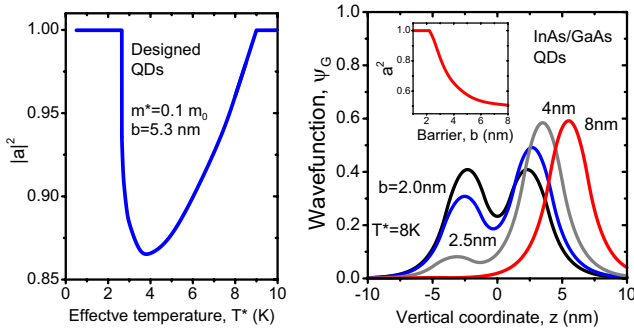 1.00
0.95
0.90
0.85
|a|²
Designed
QDs
m*=0.1 m₀
b=5.3 nm
0 2 4 6 8 10
Effectve temperature, T* (K)
1.0
0.8
0.6
0.4
0.2
0.0
Wavefunction, ψ_G
InAs/GaAs
QDs
1.0
0.8
0.6
a²
2 4 6 8
Barrier, b (nm)
4nm
8nm
b=2.0nm
T*=8K
2.5nm
-10 -5 0 5 10
Vertical coordinate, z (nm)